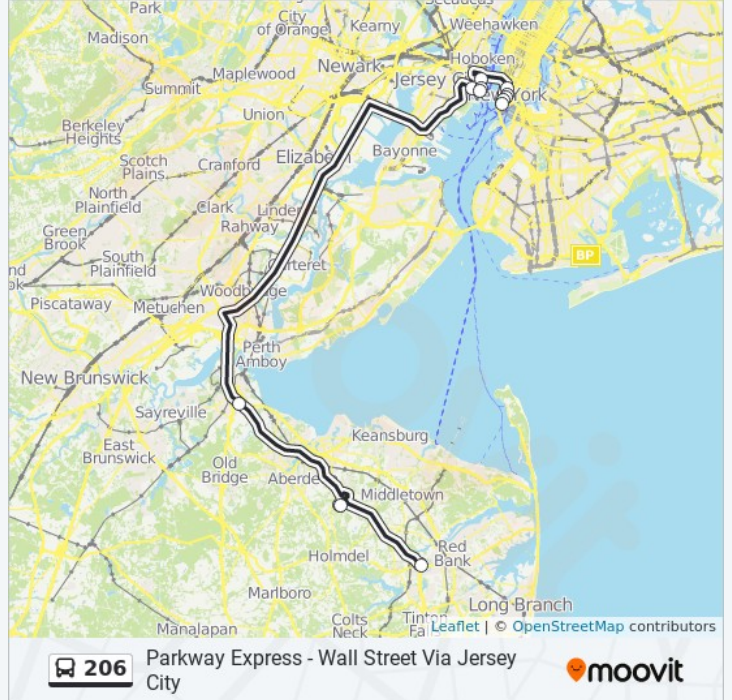 Secaucus
Park
City
of Orange
Kearny
Weehawken
Madison
Hoboken
Maplewood
Newark
Jersey
Summit
New York
Union
Berkeley
Heights
Elizabeth
Bayonne
Scotch
Plains
Cranford
North
Plainfield
Clark
Linden
Rahway
Green
Brook
South
Plainfield
Carteret
BP
Woodbridge
Piscataway
Metuchen
Perth
Amboy
New Brunswick
Sayreville
Keansburg
East
Brunswick
Old
Bridge
Aberde
Middletown
Holmdel
Red
Bank
Marlboro
Long Branch
Colts
Neck
Tinton
Fa
Manalapan
Leaflet | © OpenStreetMap contributors
206
Parkway Express - Wall Street Via Jersey
City
moovit